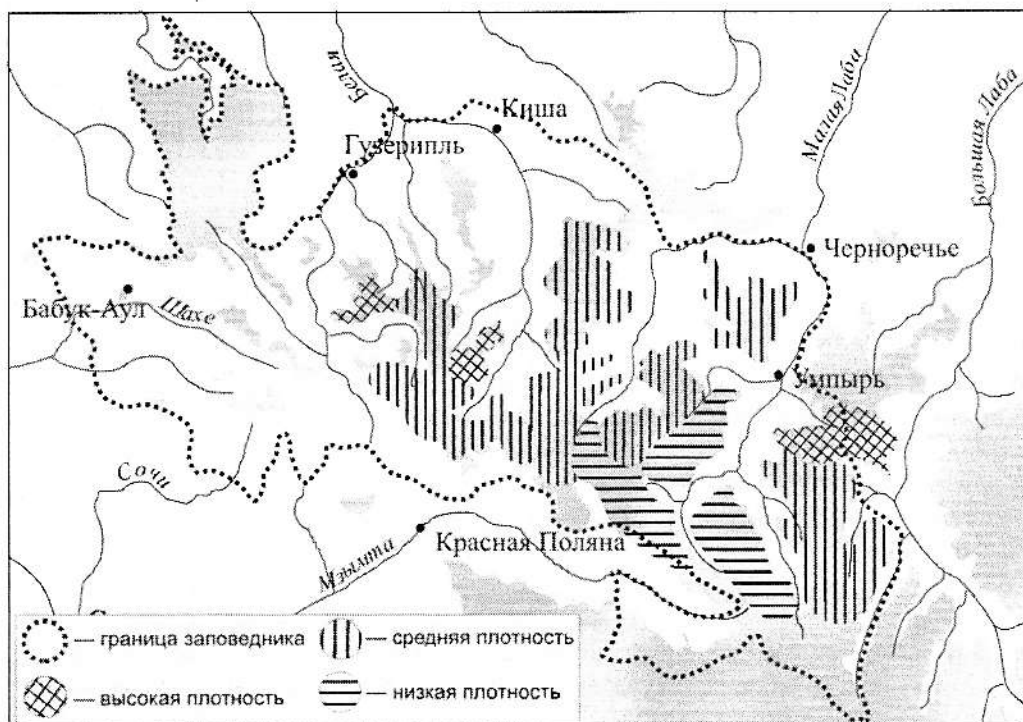 Белая
Киша
Гузерипль
Малая Лаба
Большая Лаба
Черноречье
Бабук-Аул
Шахе
Умпырь
Сочи
Красная Поляна
Мзымта
граница заповедника
средняя плотность
высокая плотность
низкая плотность